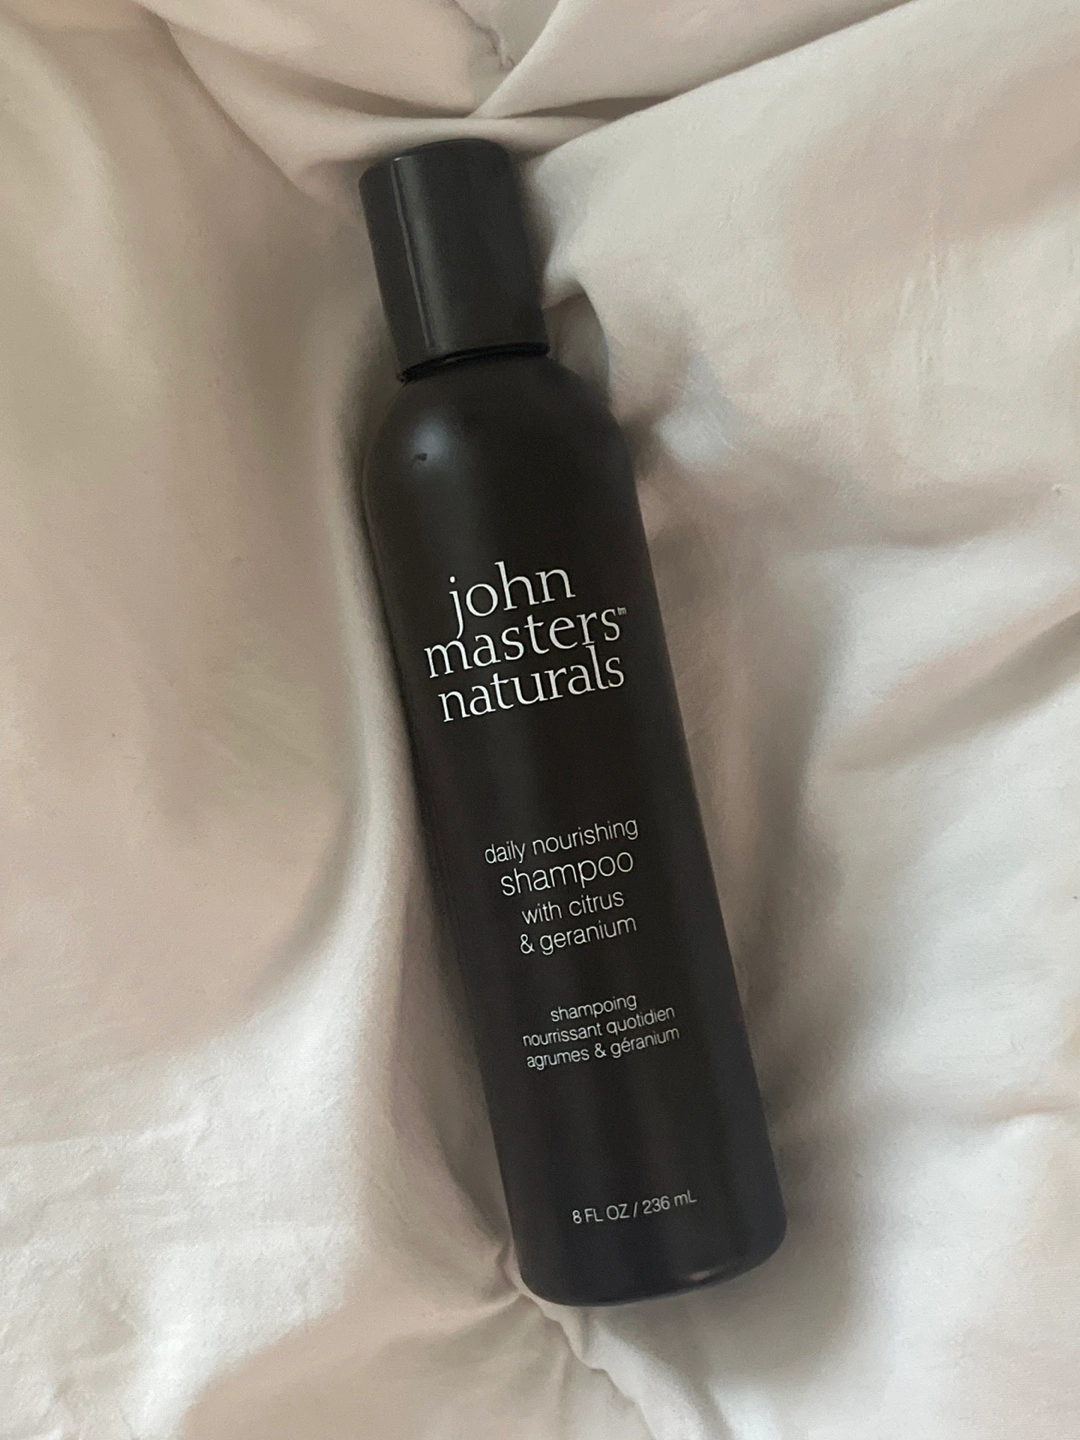 john
masters™
naturals
daily nourishing
shampoo
with citrus
& geranium
shampoing
nourrissant quotidien
agrumes & géranium
8 FL OZ / 236 mL